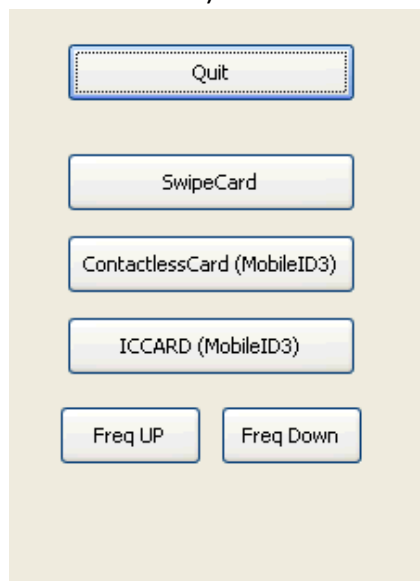 Quit
SwipeCard
ContactlessCard (MobileID3)
ICCARD (MobileID3)
Freq UP
Freq Down